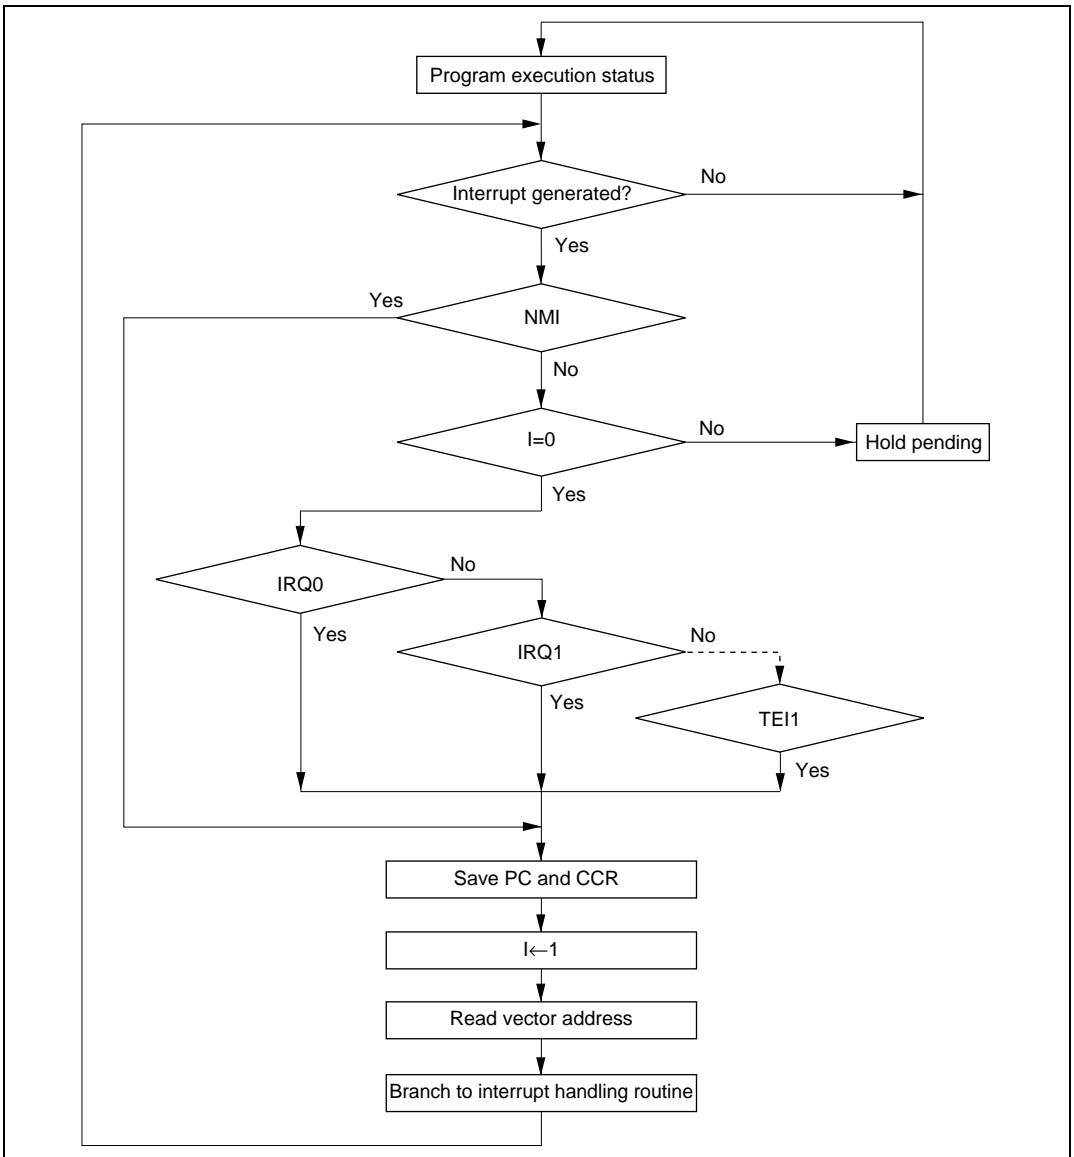 Program execution status
Interrupt generated?
No
Yes
Yes
NMI
No
I=0
No
Hold pending
Yes
IRQ0
No
Yes
IRQ1
No
Yes
TEI1
Yes
Save PC and CCR
I←1
Read vector address
Branch to interrupt handling routine